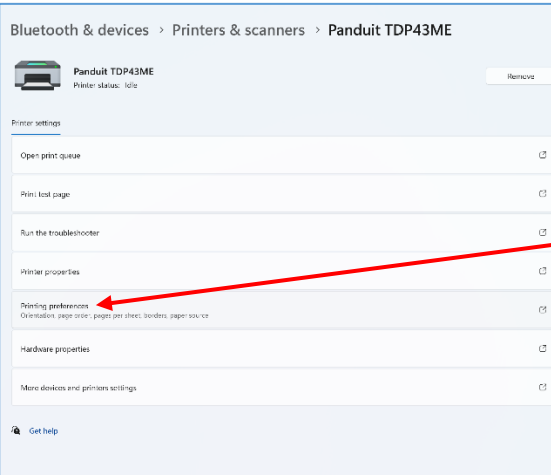 Bluetooth & devices > Printers & scanners > Panduit TDP43ME
Panduit TDP43ME
Printer status: Idle
Remove
Printer settings
Open print queue
Print test page
Run the troubleshooter
Printer properties
Printing preferences
Orientation, page order, pages per sheet, borders, paper source
Hardware properties
More devices and printers settings
Get help